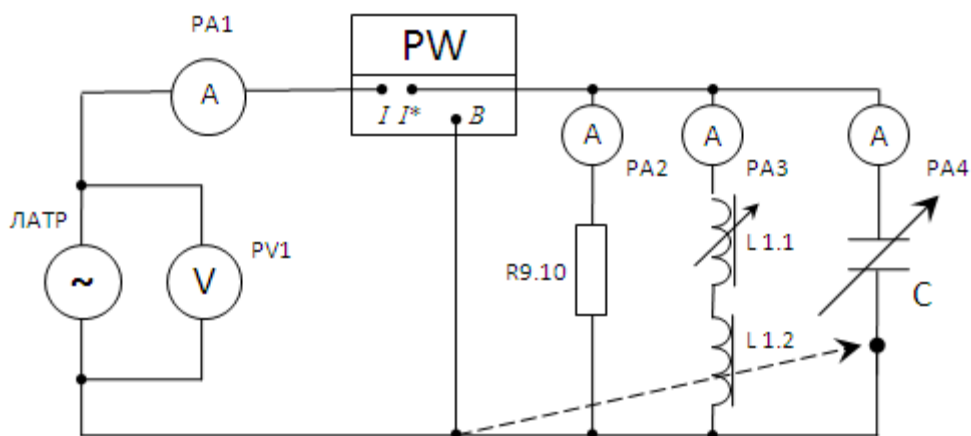 PA1
PW
A
I I* B
A
A
A
PA2
PA3
PA4
ЛАТР
~
V
PV1
R9.10
L 1.1
C
L 1.2